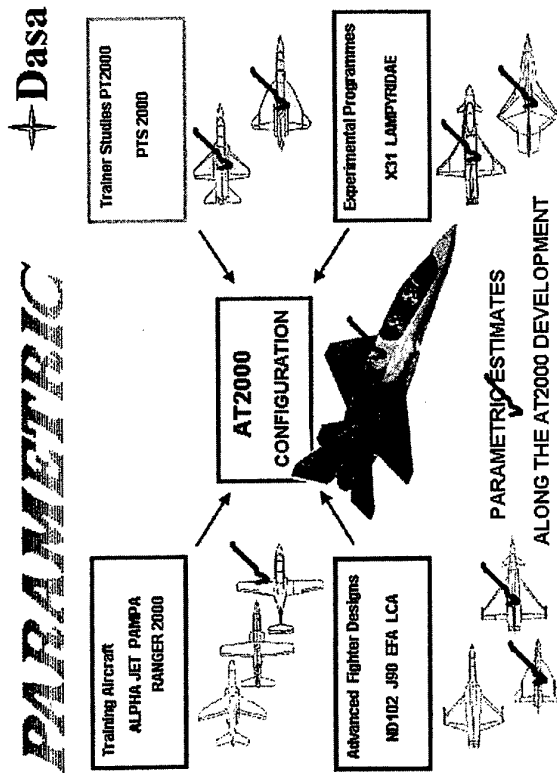 PARAMETRIC
Dasa
Training Aircraft
ALPHA JET PAMPA
RANGER 2000
Trainer Studies PT2000
PTS 2000
AT2000
CONFIGURATION
Advanced Fighter Designs
ND102 J90 EFA LCA
Experimental Programmes
X31 LAMPYRIDAE
PARAMETRIC ESTIMATES
ALONG THE AT2000 DEVELOPMENT